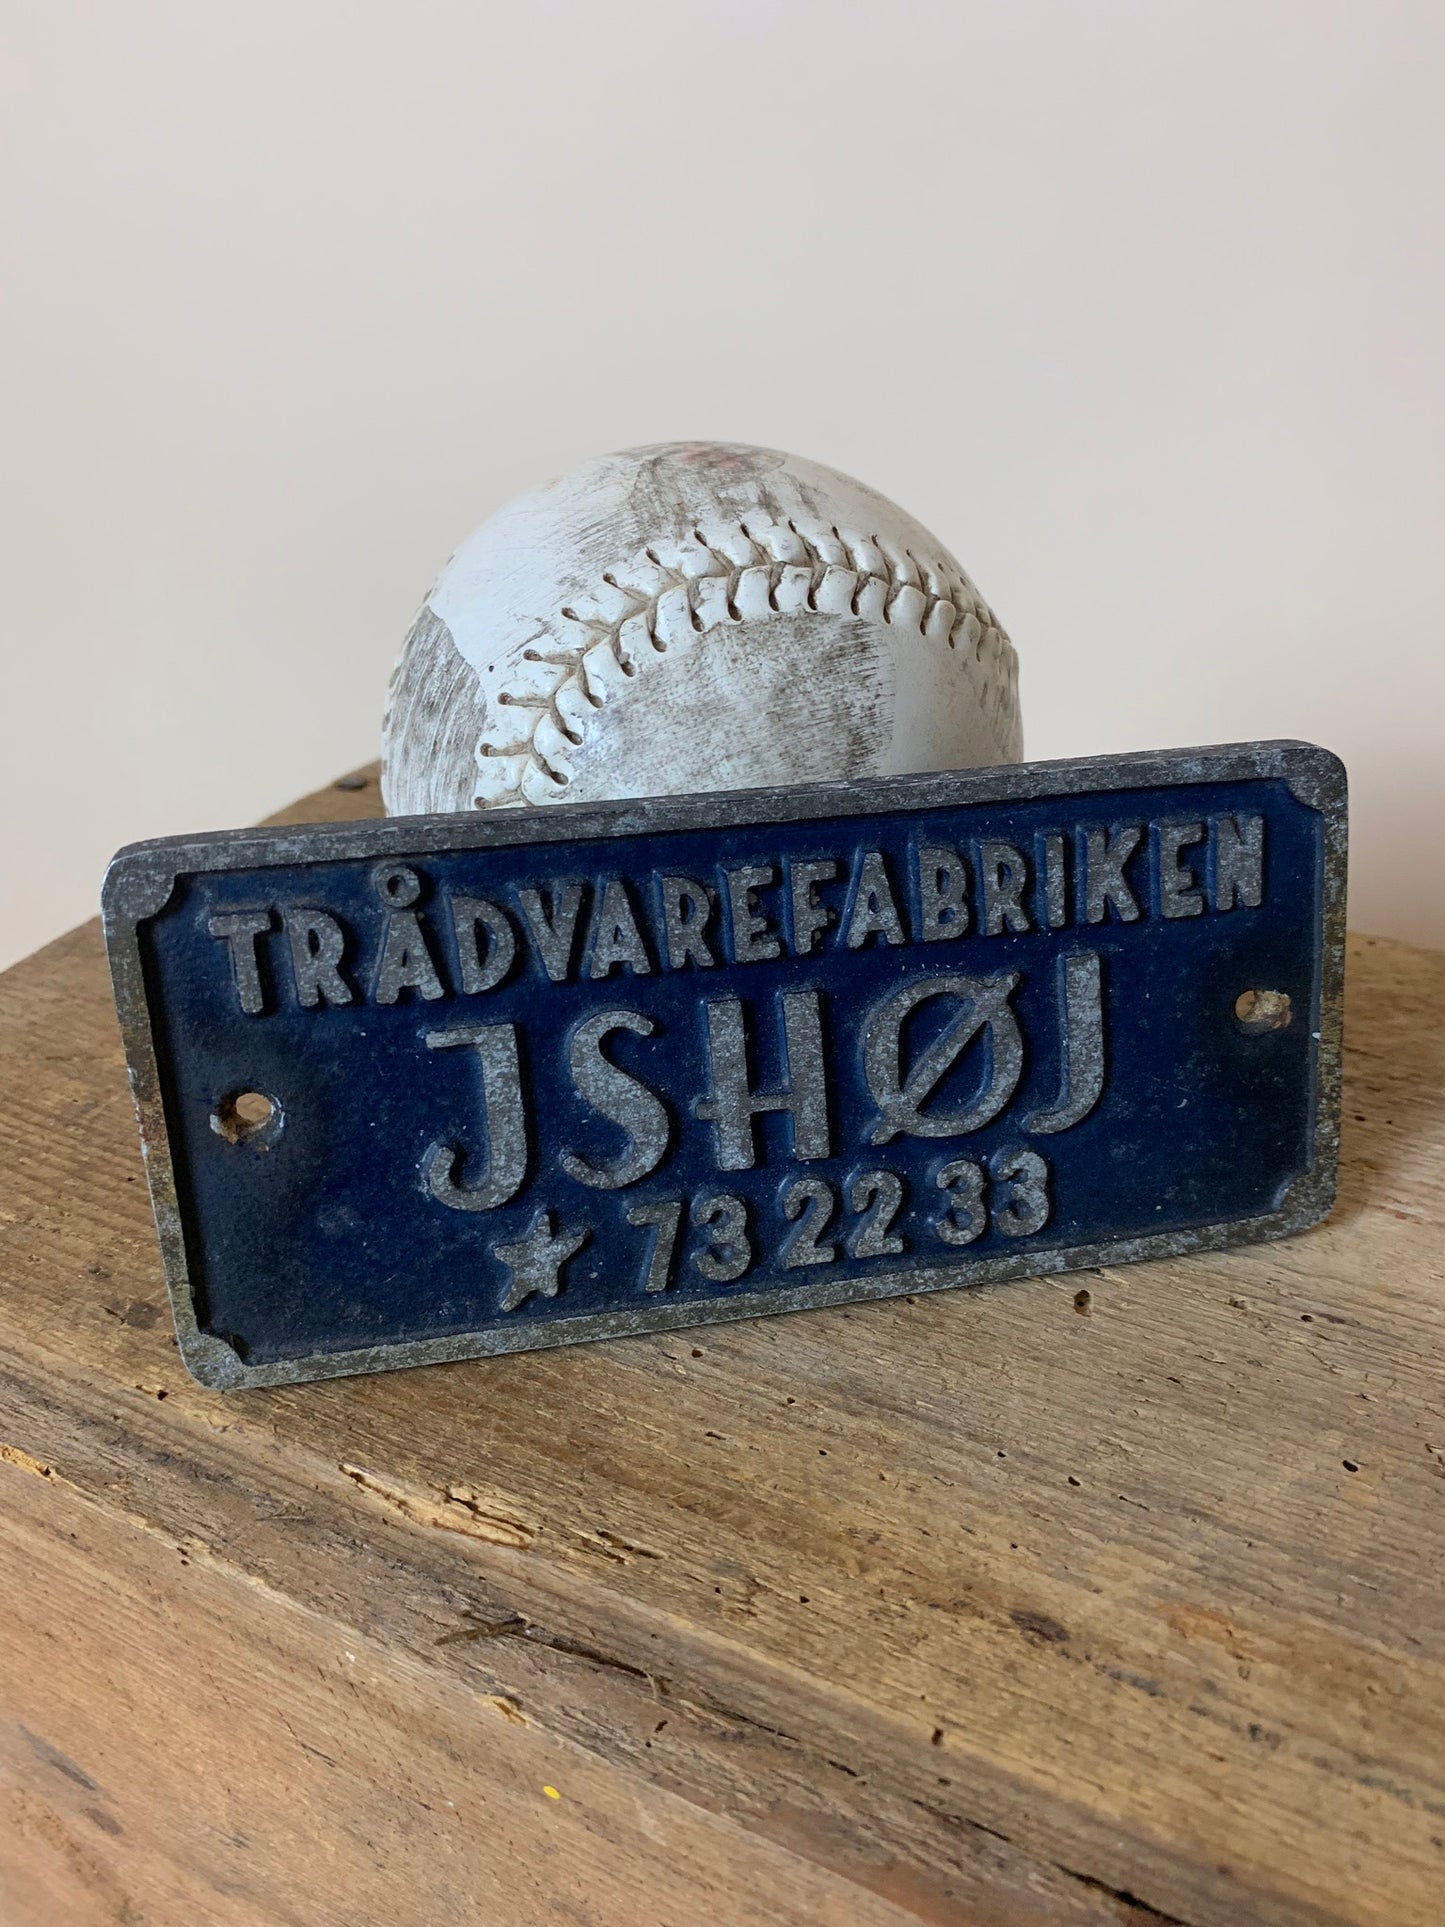 TRÅDVAREFABRIKEN
JSHØJ
★ 73 22 33